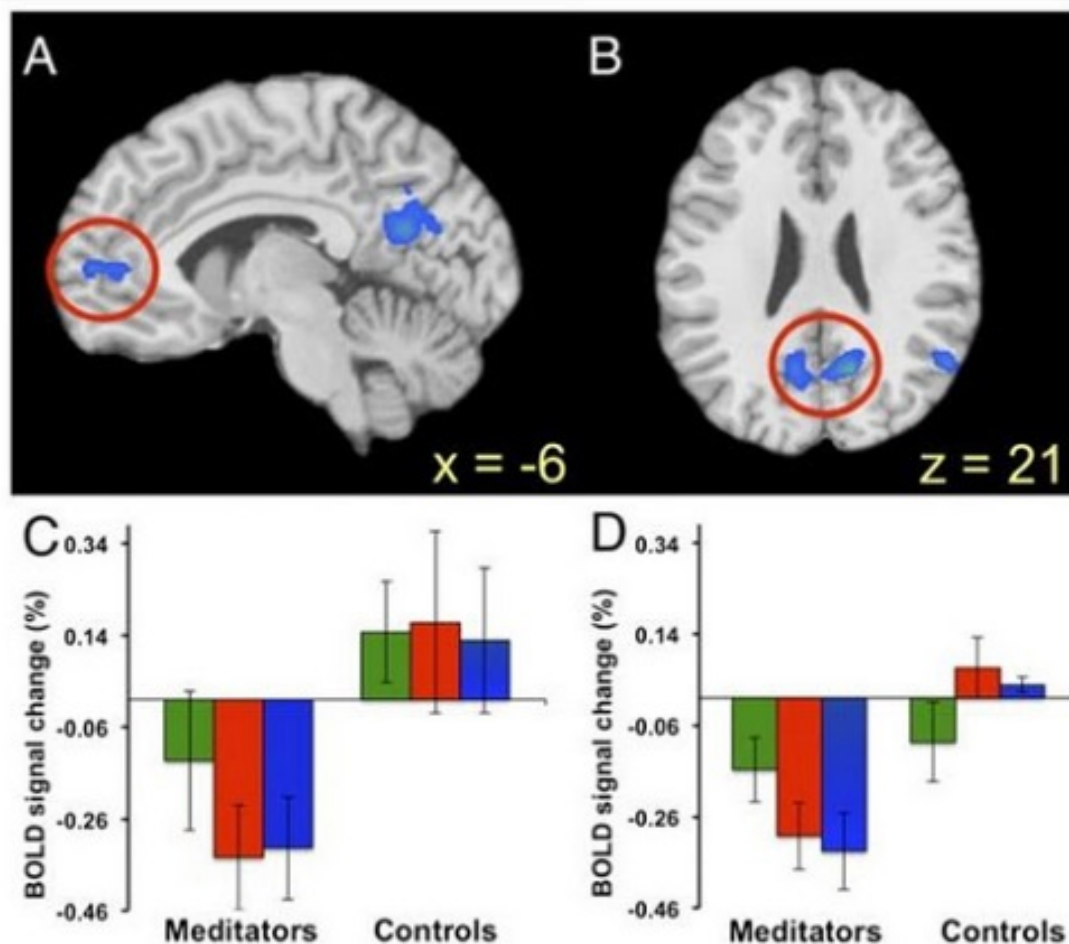 A
B
x = -6
z = 21
C
BOLD signal change (%)
0.34
0.14
-0.06
-0.26
-0.46
Meditators
Controls
D
BOLD signal change (%)
0.34
0.14
-0.06
-0.26
-0.46
Meditators
Controls